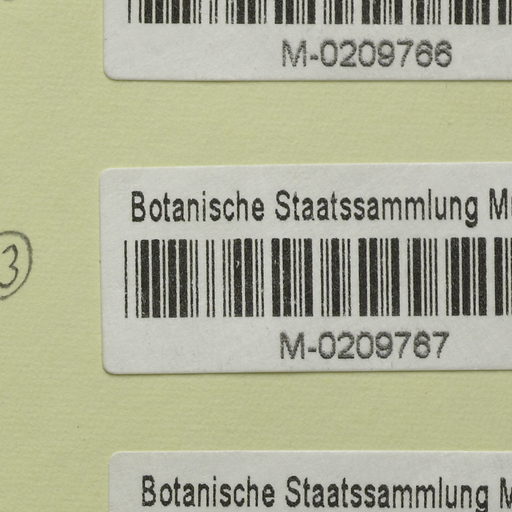 M-0209766
Botanische Staatssammlung
3
M-0209767
Botanische Staatssammlung